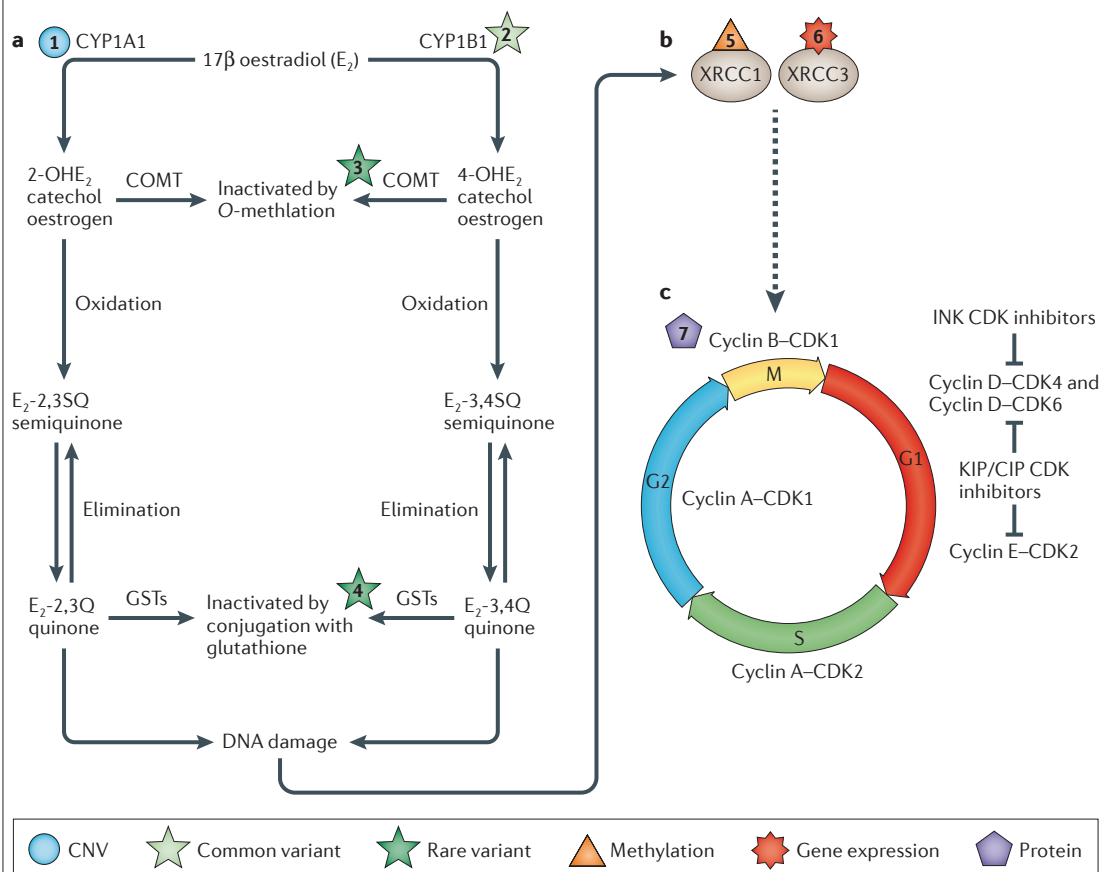 a
1
CYP1A1
17β oestradiol (E₂)
CYP1B1
2
2-OHE₂
catechol
oestrogen
COMT
Inactivated by
O-methlation
3
COMT
4-OHE₂
catechol
oestrogen
Oxidation
Oxidation
E₂-2,3SQ
semiquinone
E₂-3,4SQ
semiquinone
Elimination
Elimination
E₂-2,3Q
quinone
GSTs
Inactivated by
conjugation with
glutathione
4
GSTs
E₂-3,4Q
quinone
DNA damage
b
5
XRCC1
6
XRCC3
c
7
Cyclin B–CDK1
M
G1
G2
Cyclin A–CDK1
S
Cyclin A–CDK2
INK CDK inhibitors
Cyclin D–CDK4 and
Cyclin D–CDK6
KIP/CIP CDK
inhibitors
Cyclin E–CDK2
CNV
Common variant
Rare variant
Methylation
Gene expression
Protein